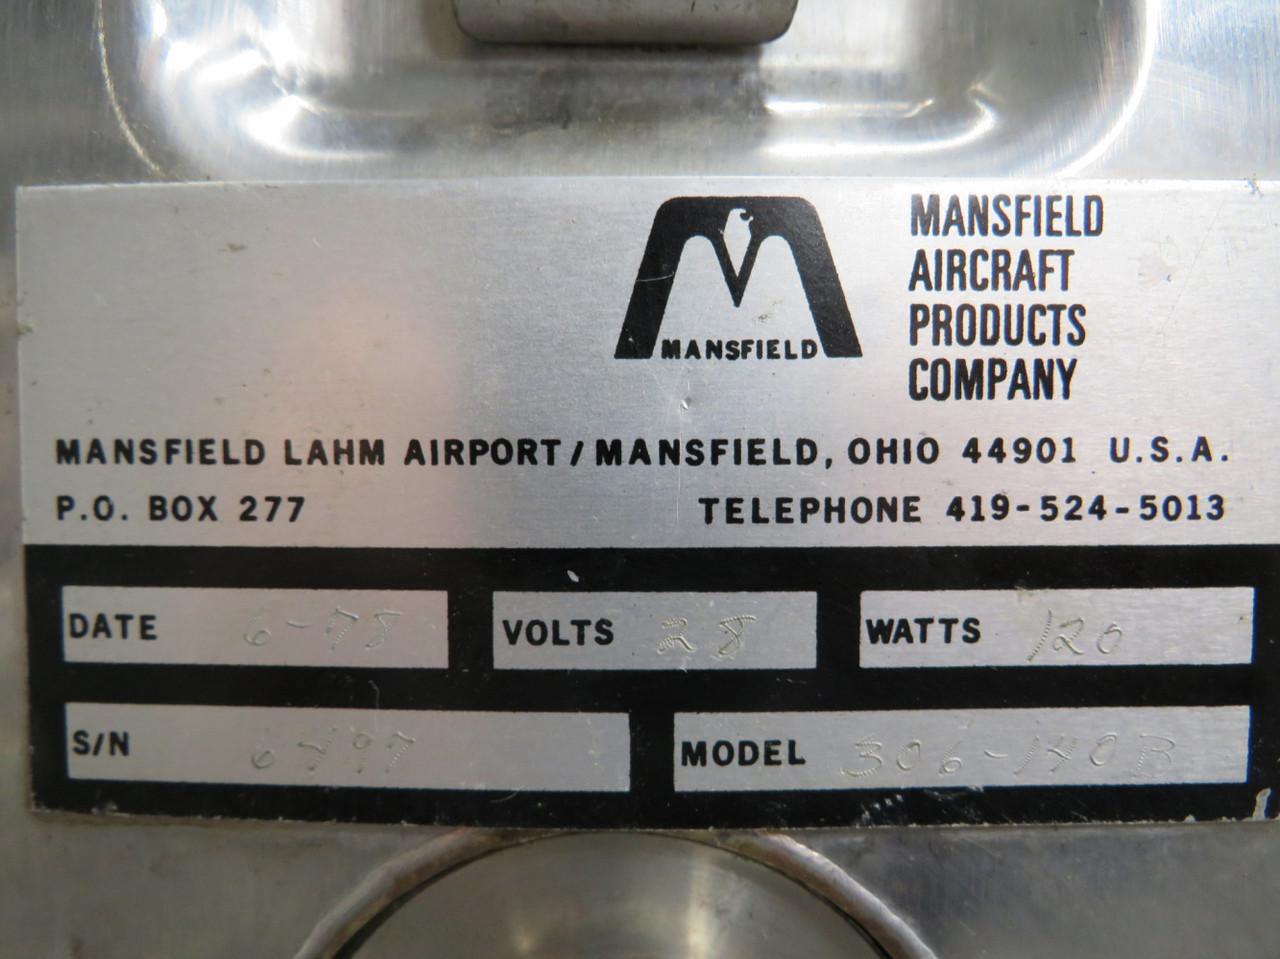 MANSFIELD
MANSFIELD
AIRCRAFT
PRODUCTS
COMPANY
MANSFIELD LAHM AIRPORT/MANSFIELD, OHIO 44901 U.S.A.
P.O. BOX 277 TELEPHONE 419-524-5013
DATE 6-78 VOLTS 28 WATTS 120
S/N MODEL 306-140B